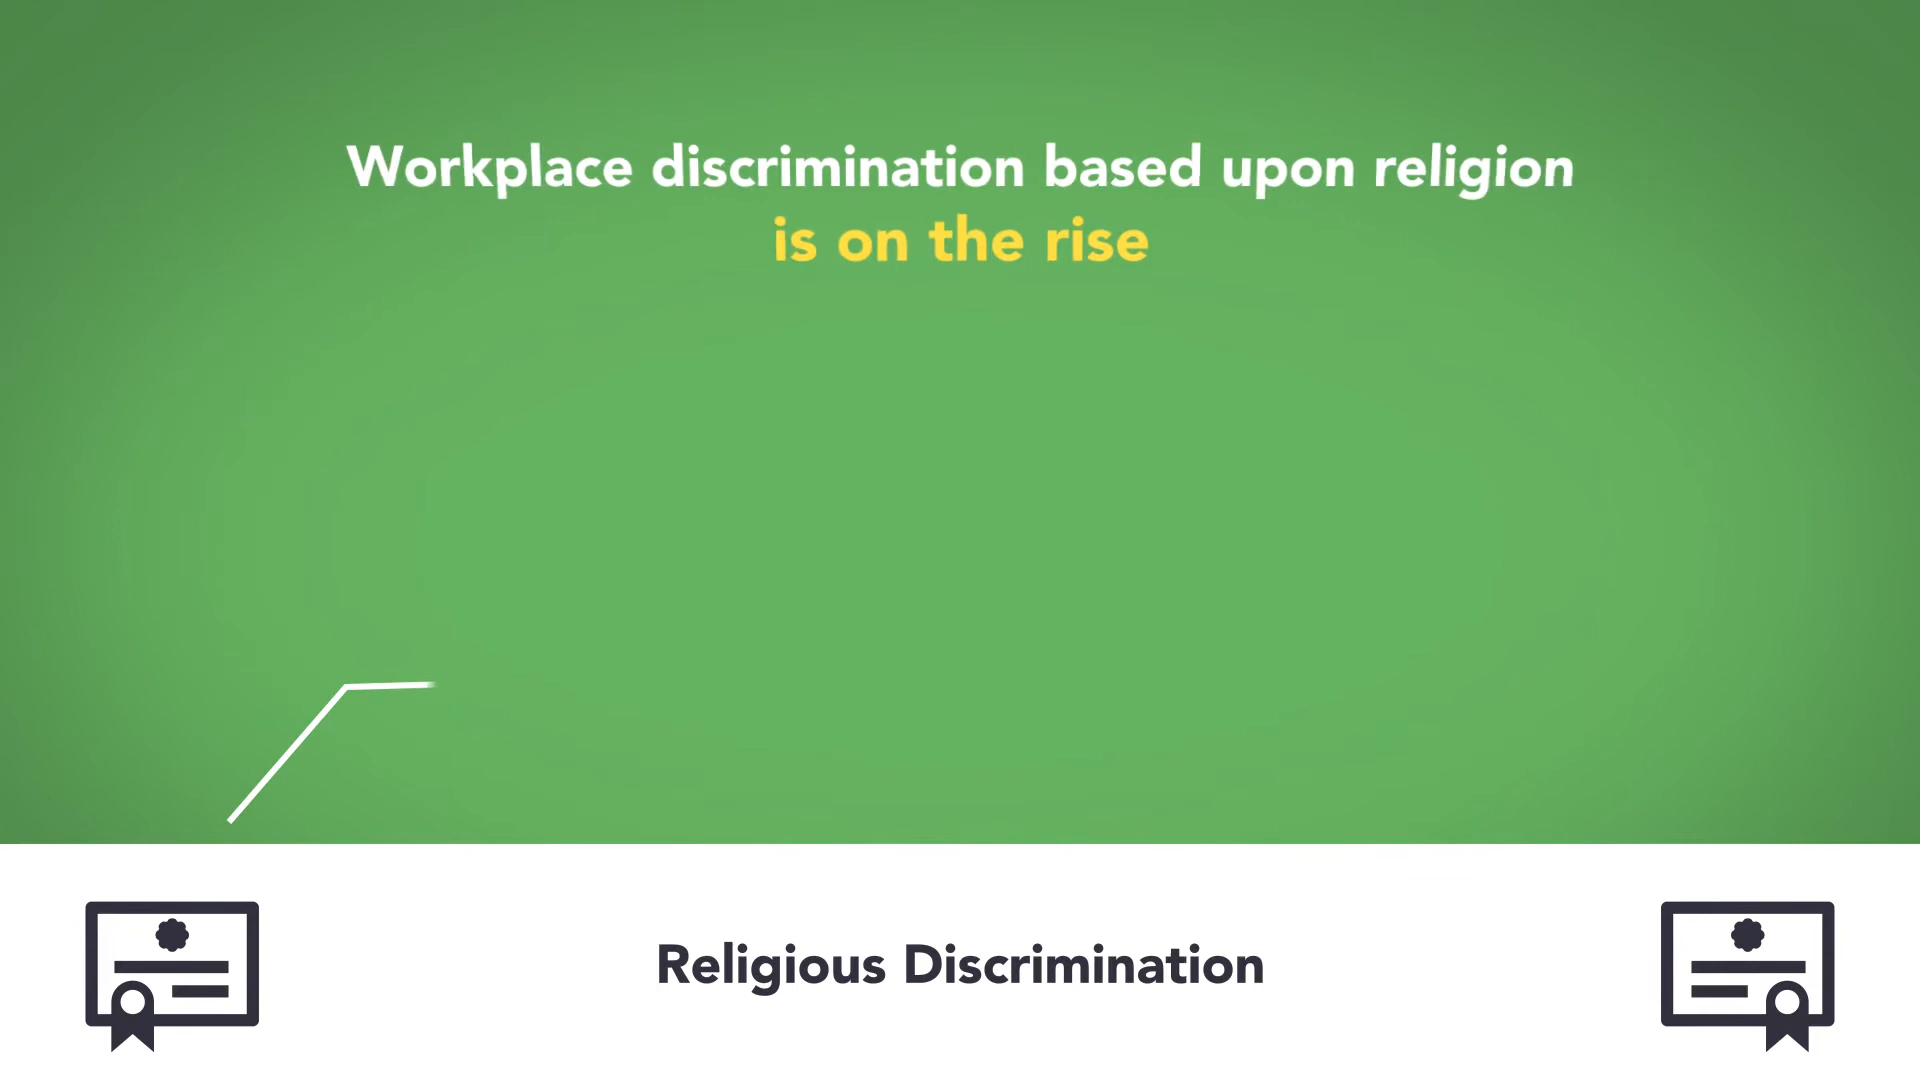 Workplace discrimination based upon religion
is on the rise
Religious Discrimination